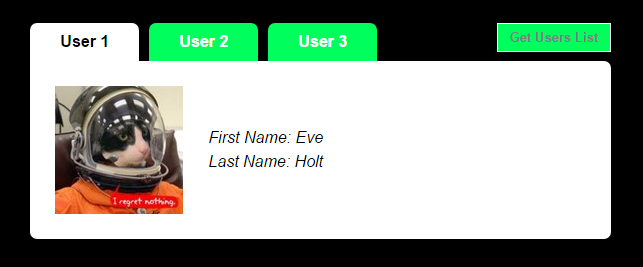 User 1
User 2
User 3
Get Users List
First Name: Eve
Last Name: Holt
I regret nothing.